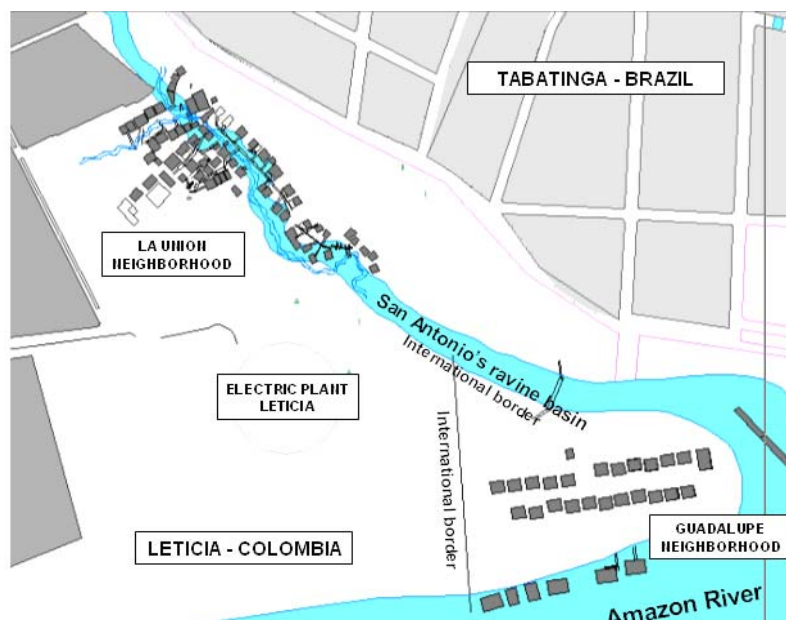 TABATINGA - BRAZIL
LA UNION
NEIGHBORHOOD
San Antonio's ravine basin
International border
ELECTRIC PLANT
LETICIA
International border
GUADALUPE
NEIGHBORHOOD
LETICIA - COLOMBIA
Amazon River